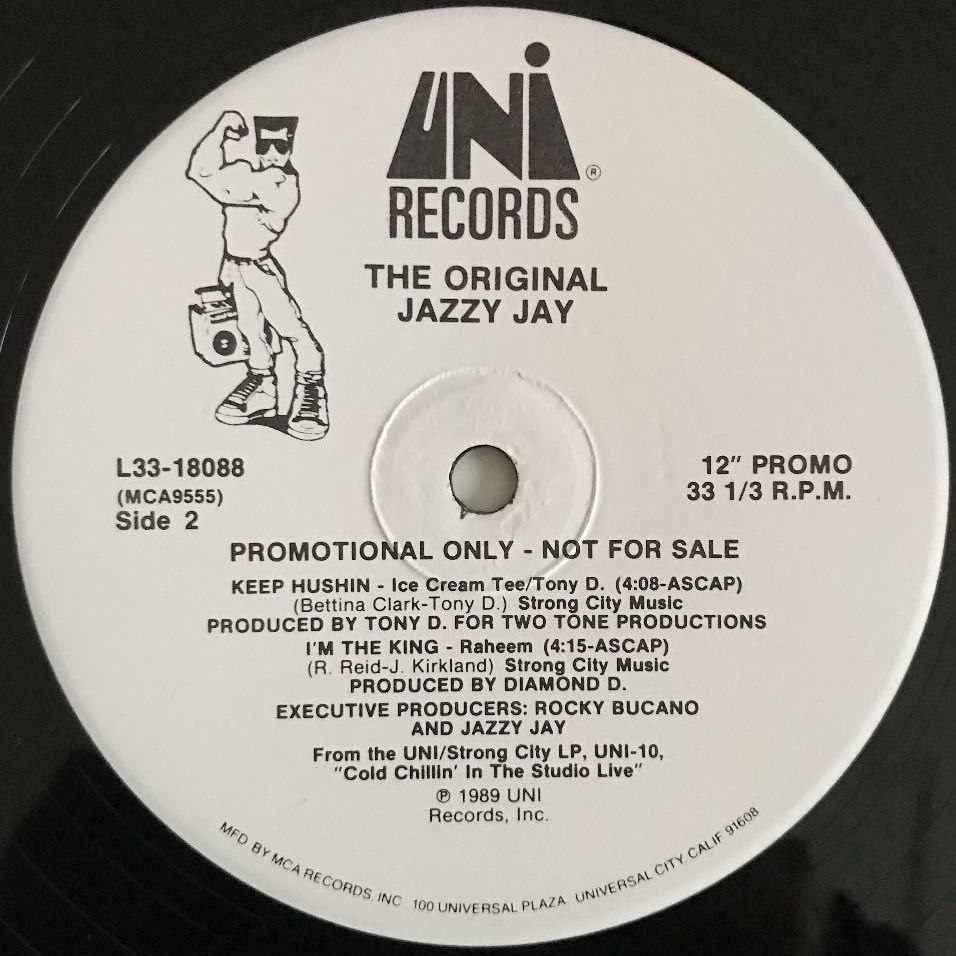 UNI
®
RECORDS
THE ORIGINAL
JAZZY JAY
L33-18088
(MCA9555)
Side 2
12" PROMO
33 1/3 R.P.M.
PROMOTIONAL ONLY - NOT FOR SALE
KEEP HUSHIN - Ice Cream Tee/Tony D. (4:08-ASCAP)
(Bettina Clark-Tony D.) Strong City Music
PRODUCED BY TONY D. FOR TWO TONE PRODUCTIONS
I'M THE KING - Raheem (4:15-ASCAP)
(R. Reid-J. Kirkland) Strong City Music
PRODUCED BY DIAMOND D.
EXECUTIVE PRODUCERS: ROCKY BUCANO
AND JAZZY JAY
From the UNI/Strong City LP, UNI-10,
"Cold Chillin' In The Studio Live"
℗ 1989 UNI
Records, Inc.
MFD. BY MCA RECORDS, INC 100 UNIVERSAL PLAZA. UNIVERSAL CITY. CALIF 91608